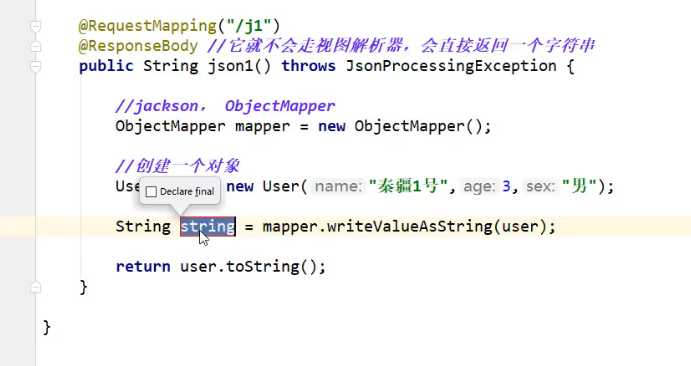 @RequestMapping("/j1")
@ResponseBody //它就不会走视图解析器，会直接返回一个字符串
public String json1() throws JsonProcessingException {
//jackson， ObjectMapper
ObjectMapper mapper = new ObjectMapper();
//创建一个对象
Use new User( name: "秦疆1号", age: 3, sex: "男");
Declare final
String string = mapper.writeValueAsString(user);
return user.toString();
}
}